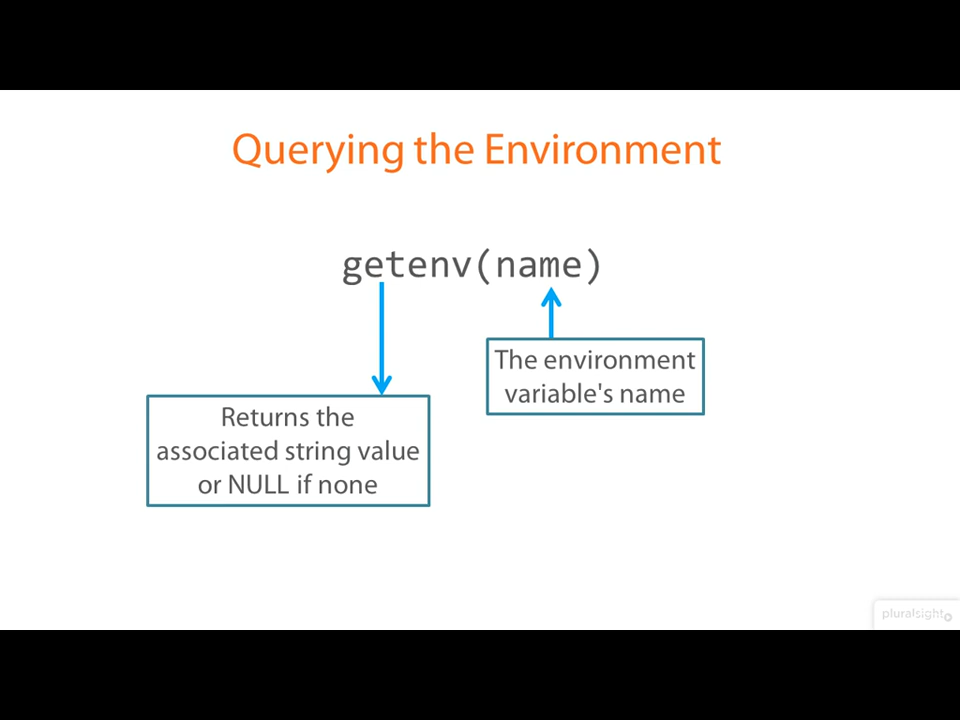 Querying the Environment
getenv(name)
The environment
variable's name
Returns the
associated string value
or NULL if none
pluralsight